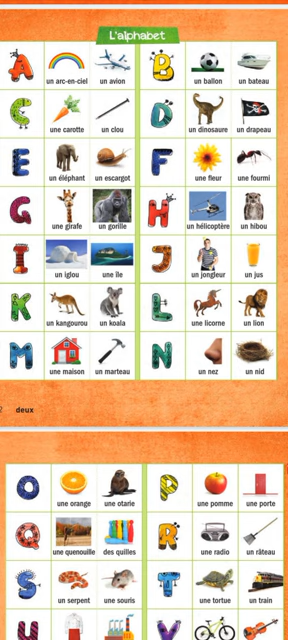 L'alphabet
A un arc-en-ciel un avion B un ballon un bateau
C une carotte un clou D un dinosaure un drapeau
E un éléphant un escargot F une fleur une fourmi
G une girafe un gorille H un hélicoptère un hibou
I un iglou une île J un jongleur un jus
K un kangourou un koala L une licorne un lion
M une maison un marteau N un nez un nid
2 deux
O une orange une otarie P une pomme une porte
Q une quenouille des quilles R une radio un râteau
S un serpent une souris T une tortue un train
U V